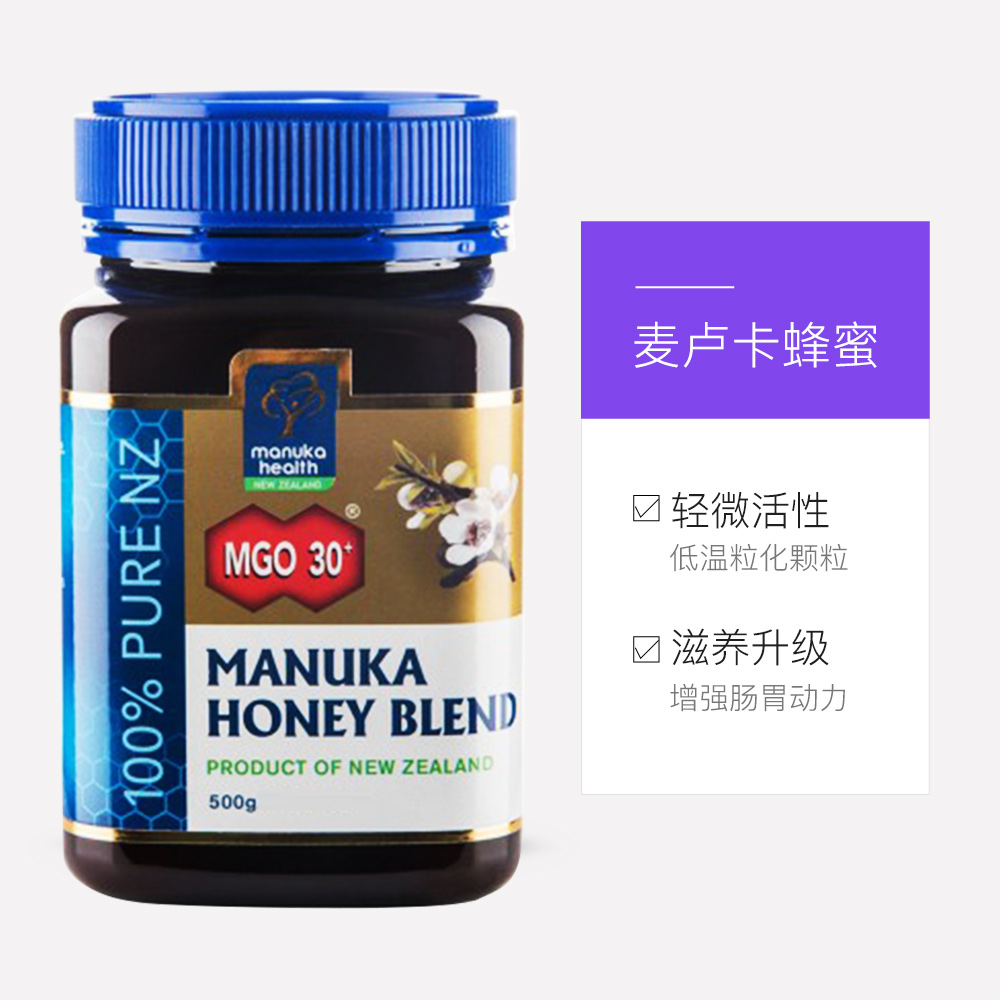 manuka
health
NEW ZEALAND
MGO 30+
®
100% PURE NZ
MANUKA
HONEY BLEND
PRODUCT OF NEW ZEALAND
500g
麦卢卡蜂蜜
☑ 轻微活性
低温粒化颗粒
☑ 滋养升级
增强肠胃动力